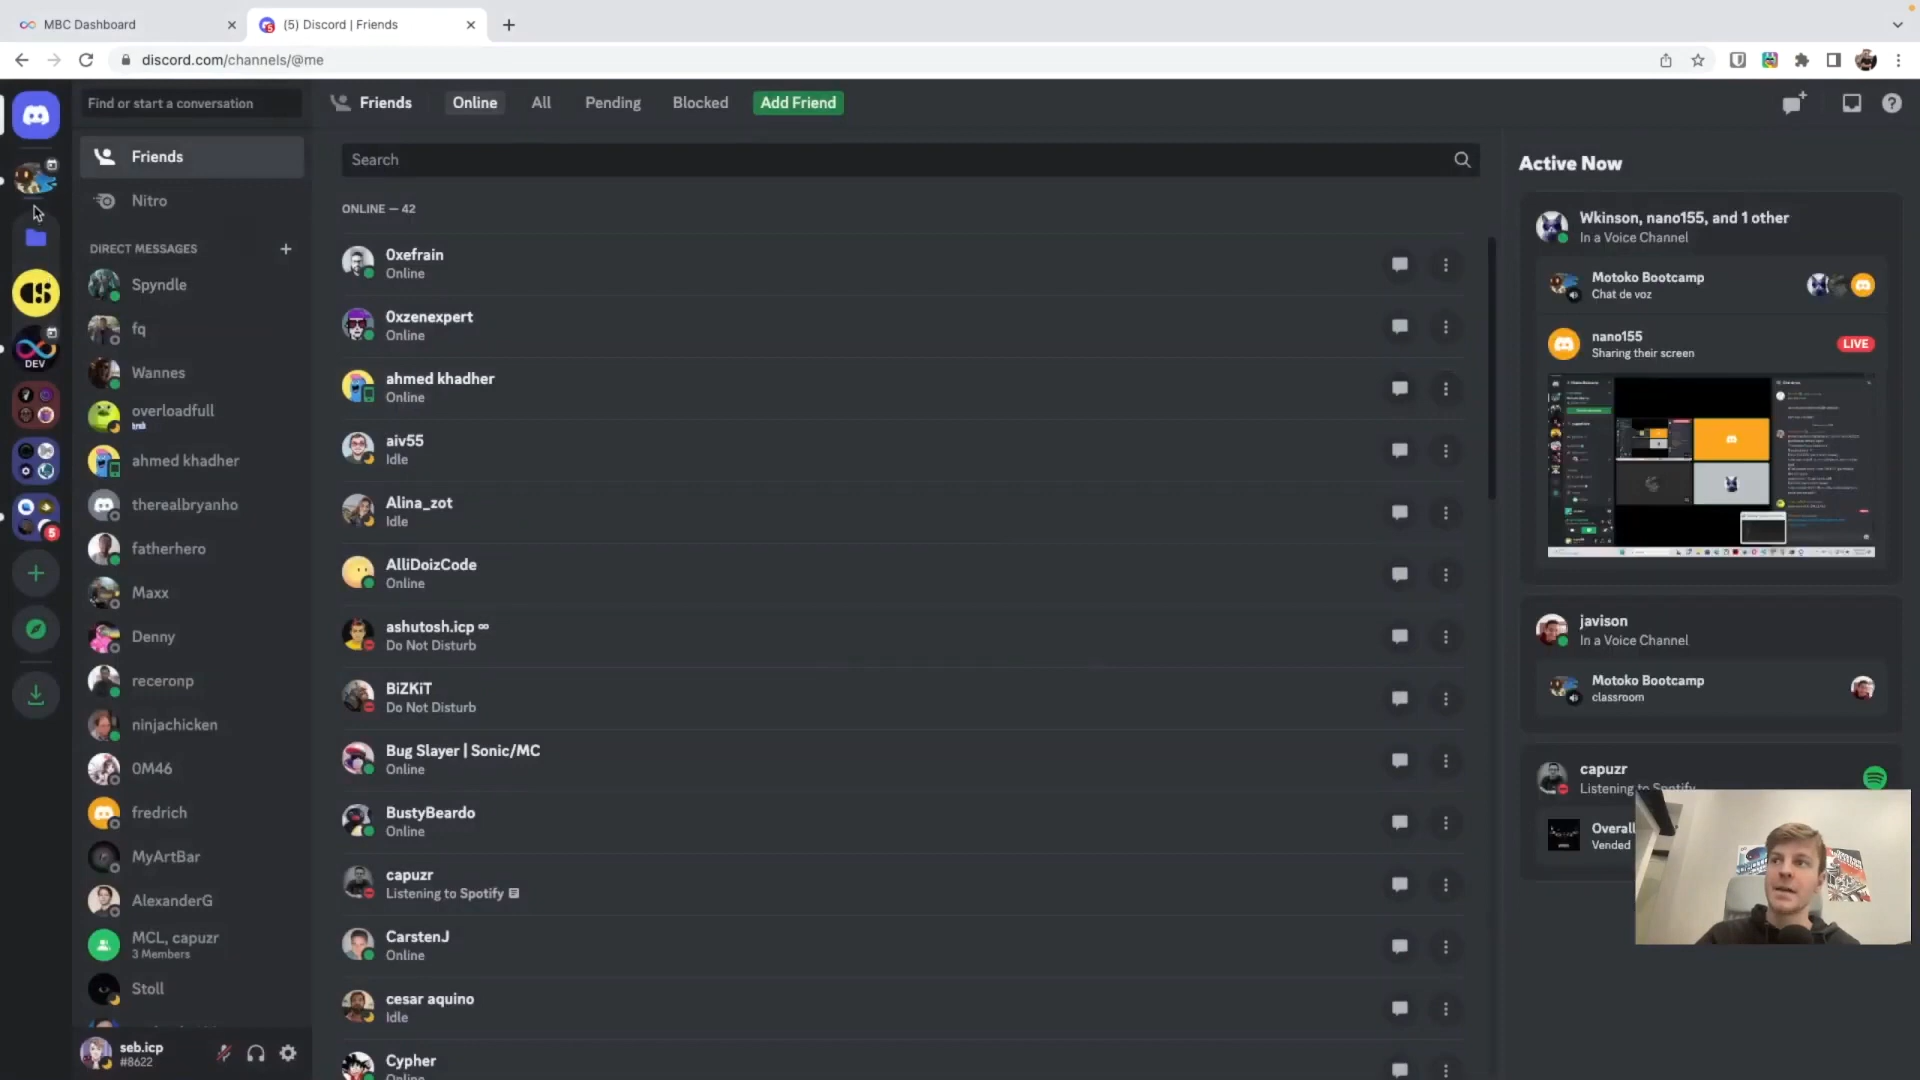 MBC Dashboard
(5) Discord | Friends
discord.com/channels/@me
Find or start a conversation
Friends
Online
All
Pending
Blocked
Add Friend
Friends
Nitro
DIRECT MESSAGES
Spyndle
fq
Wannes
overloadfull
ahmed khadher
therealbryanho
fatherhero
Maxx
Denny
receronp
ninjachicken
0M46
fredrich
MyArtBar
AlexanderG
MCL, capuzr
3 Members
Stoll
seb.icp
#8622
DEV
5
Search
ONLINE — 42
0xefrain
Online
0xzenexpert
Online
ahmed khadher
Online
aiv55
Idle
Alina_zot
Idle
AlliDoizCode
Online
ashutosh.icp ∞
Do Not Disturb
BiZKiT
Do Not Disturb
Bug Slayer | Sonic/MC
Online
BustyBeardo
Online
capuzr
Listening to Spotify
CarstenJ
Online
cesar aquino
Idle
Cypher
Online
Active Now
Wkinson, nano155, and 1 other
In a Voice Channel
Motoko Bootcamp
Chat de voz
nano155
Sharing their screen
LIVE
javison
In a Voice Channel
Motoko Bootcamp
classroom
capuzr
Listening to Spotify
Overall
Vended